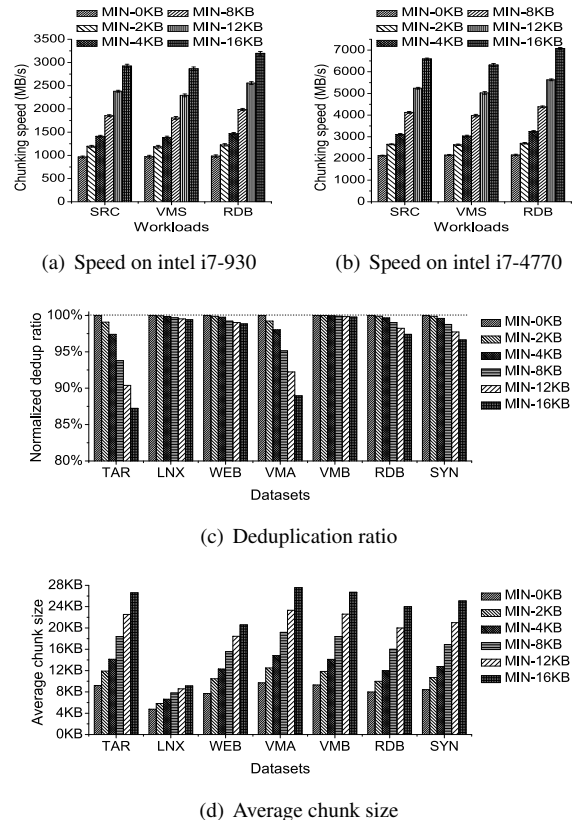 MIN-0KB MIN-8KB
MIN-2KB MIN-12KB
MIN-4KB MIN-16KB
Chunking speed (MB/s)
3500
3000
2500
2000
1500
1000
500
0
SRC VMS RDB
Workloads
(a) Speed on intel i7-930
MIN-0KB MIN-8KB
MIN-2KB MIN-12KB
MIN-4KB MIN-16KB
Chunking speed (MB/s)
7000
6000
5000
4000
3000
2000
1000
0
SRC VMS RDB
Workloads
(b) Speed on intel i7-4770
Normalized dedup ratio
100%
95%
90%
85%
80%
TAR LNX WEB VMA VMB RDB SYN
Datasets
MIN-0KB
MIN-2KB
MIN-4KB
MIN-8KB
MIN-12KB
MIN-16KB
(c) Deduplication ratio
Average chunk size
28KB
24KB
20KB
16KB
12KB
8KB
4KB
0KB
TAR LNX WEB VMA VMB RDB SYN
Datasets
MIN-0KB
MIN-2KB
MIN-4KB
MIN-8KB
MIN-12KB
MIN-16KB
(d) Average chunk size